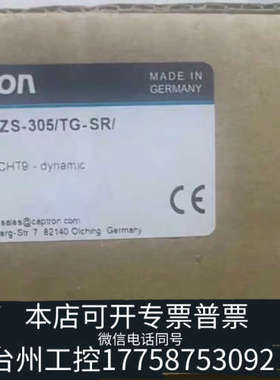 on
MADE IN
GERMANY
ZS-305/TG-SR/
CHT9 - dynamic
sales@captron.com
erg-Str 7, 82140 Olching, Germany
CE
本店可开专票普票
微信电话同号
台州工控17758753092